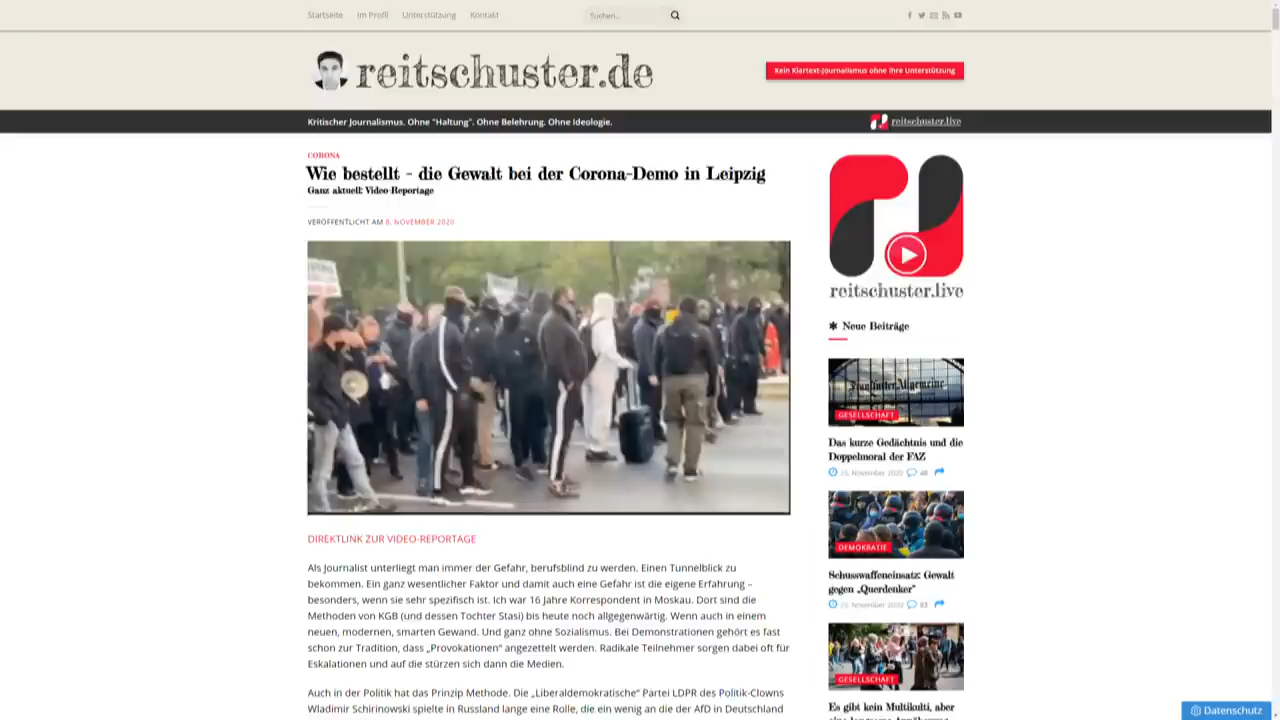 Startseite Im Profil Unterstützung Kontakt
Suchen...
reitschuster.de
Kein Klartext-Journalismus ohne Ihre Unterstützung
Kritischer Journalismus. Ohne "Haltung". Ohne Belehrung. Ohne Ideologie.
reitschuster.live
CORONA
Wie bestellt – die Gewalt bei der Corona-Demo in Leipzig
Ganz aktuell: Video-Reportage
VERÖFFENTLICHT AM 8. NOVEMBER 2020
DIREKTLINK ZUR VIDEO-REPORTAGE
Als Journalist unterliegt man immer der Gefahr, berufsblind zu werden. Einen Tunnelblick zu
bekommen. Ein ganz wesentlicher Faktor und damit auch eine Gefahr ist die eigene Erfahrung –
besonders, wenn sie sehr spezifisch ist. Ich war 16 Jahre Korrespondent in Moskau. Dort sind die
Methoden von KGB (und dessen Tochter Stasi) bis heute noch allgegenwärtig. Wenn auch in einem
neuen, modernen, smarten Gewand. Und ganz ohne Sozialismus. Bei Demonstrationen gehört es fast
schon zur Tradition, dass „Provokationen“ angezettelt werden. Radikale Teilnehmer sorgen dabei oft für
Eskalationen und auf die stürzen sich dann die Medien.
Auch in der Politik hat das Prinzip Methode. Die „Liberaldemokratische“ Partei LDPR des Politik-Clowns
Wladimir Schirinowski spielte in Russland lange eine Rolle, die ein wenig an die der AfD in Deutschland
reitschuster.live
✱ Neue Beiträge
Frankfurter Allgemeine
GESELLSCHAFT
Das kurze Gedächtnis und die
Doppelmoral der FAZ
November 2020 48
DEMOKRATIE
Schusswaffeneinsatz: Gewalt
gegen „Querdenker“
November 2020 83
GESELLSCHAFT
Es gibt kein Multikulti, aber
Datenschutz